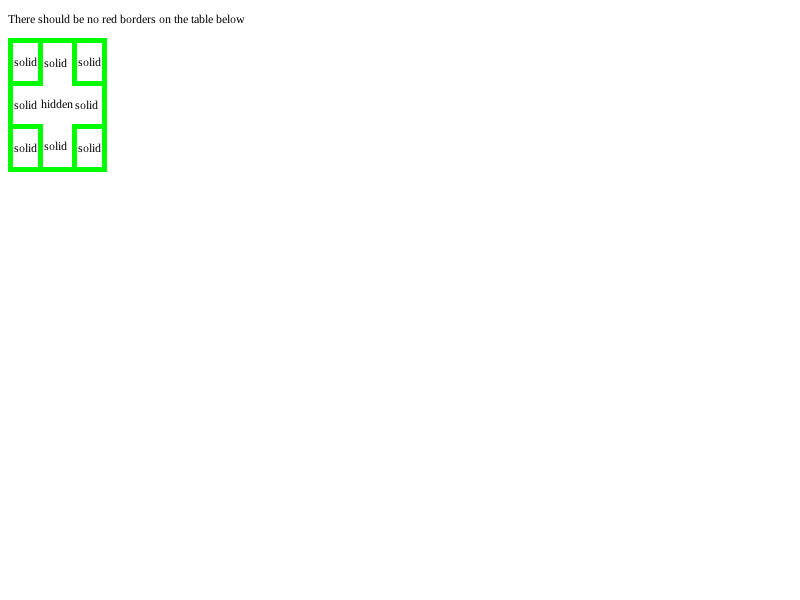 There should be no red borders on the table below
solid solid solid
solid hidden solid
solid solid solid